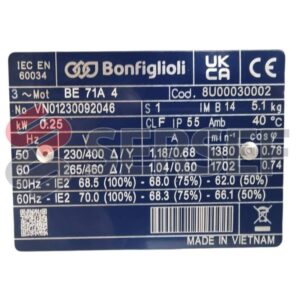 IEC EN
60034
Bonfiglioli
UK
CA
CE
3~Mot BE 71A 4 Cod. 8U00030002
No VN01230092046 S 1 IM B 14 5.1 kg
kW 0.25 CLF IP 55 Amb 40 °C
Hz V A min⁻¹ cosφ
50 230/400 Δ/Y 1.18/0.68 1380 0.76
60 265/460 Δ/Y 1.04/0.60 1702 0.74
50Hz - IE2 68.5 (100%) - 68.0 (75%) - 62.0 (50%)
60Hz - IE2 70.0 (100%) - 68.3 (75%) - 66.1 (50%)
MADE IN VIETNAM